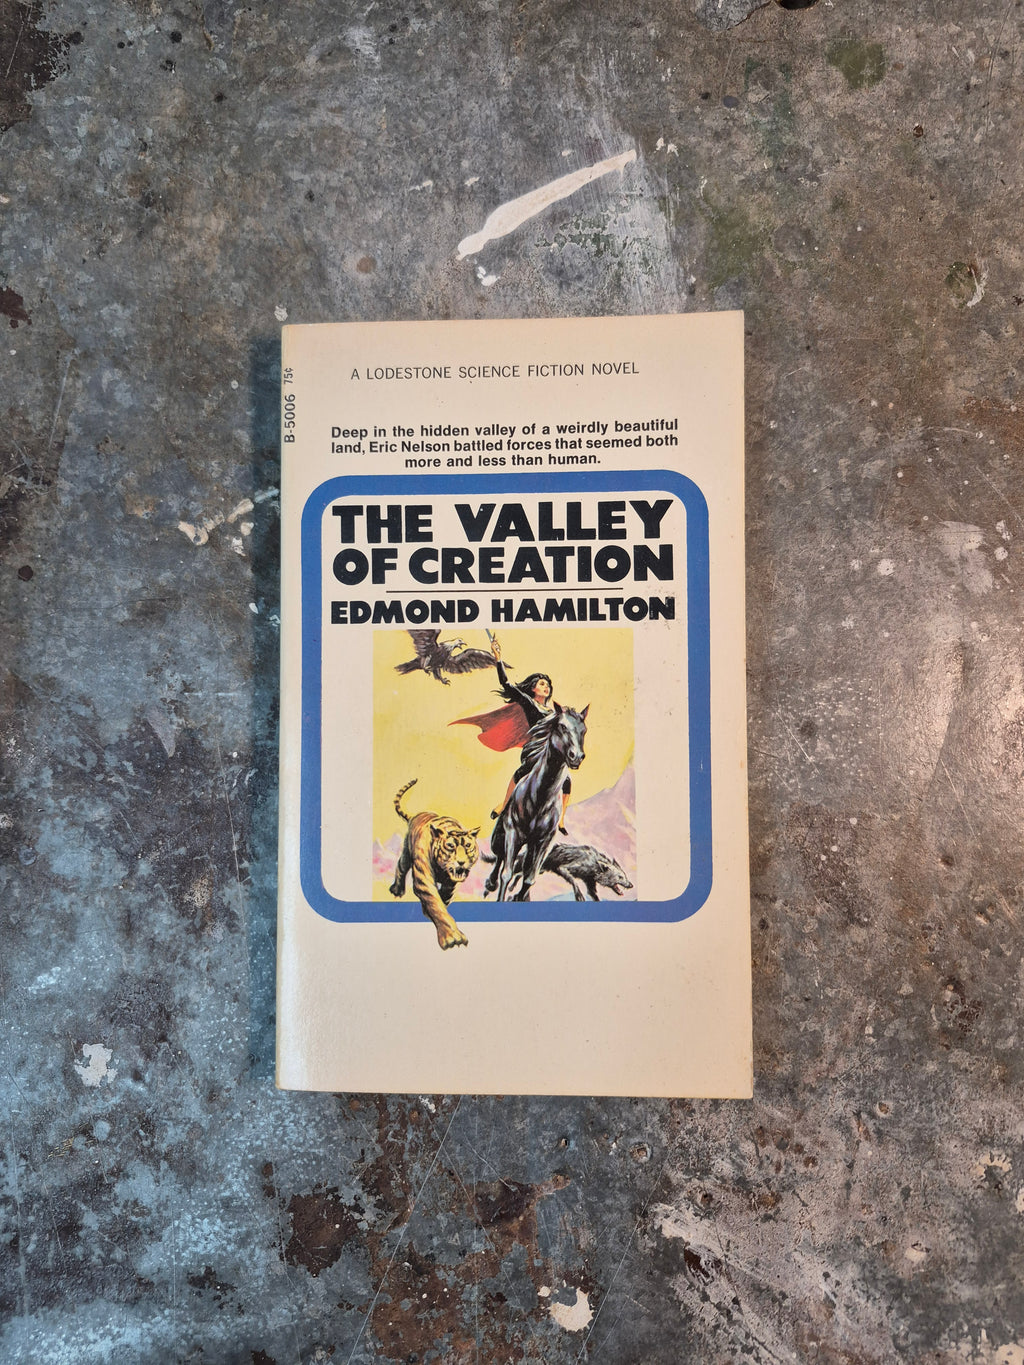 A LODESTONE SCIENCE FICTION NOVEL
B-5006 75¢
Deep in the hidden valley of a weirdly beautiful
land, Eric Nelson battled forces that seemed both
more and less than human.
THE VALLEY
OF CREATION
EDMOND HAMILTON